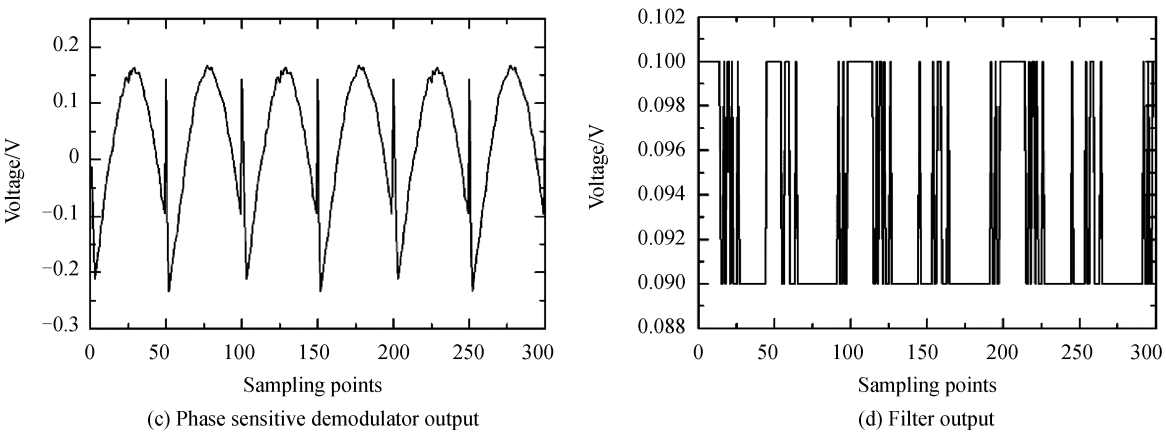 0.2
0.1
0
−0.1
−0.2
−0.3
Voltage/V
0 50 100 150 200 250 300
Sampling points
(c) Phase sensitive demodulator output
0.102
0.100
0.098
0.096
0.094
0.092
0.090
0.088
Voltage/V
0 50 100 150 200 250 300
Sampling points
(d) Filter output